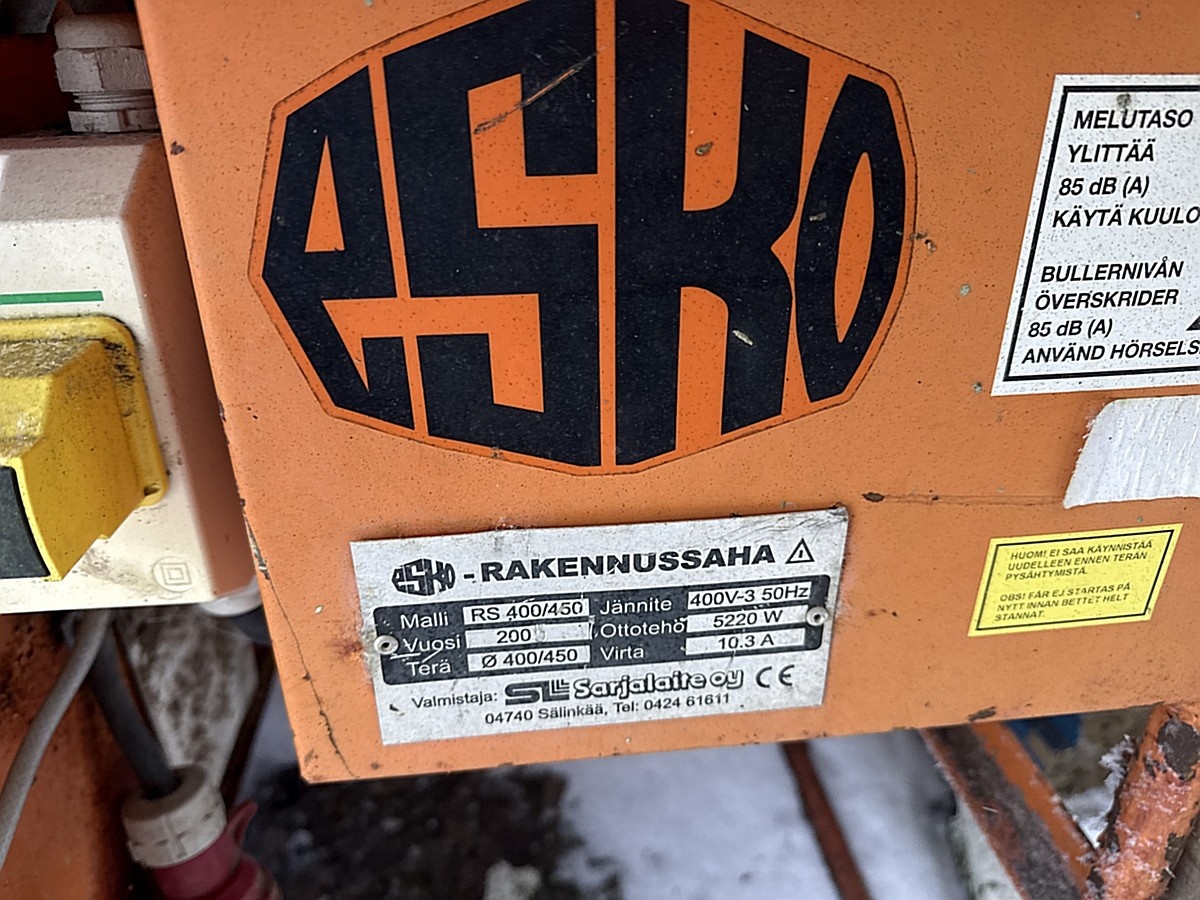 esko
MELUTASO
YLITTÄÄ
85 dB (A)
KÄYTÄ KUULO
BULLERNIVÅN
ÖVERSKRIDER
85 dB (A)
ANVÄND HÖRSELS
HUOM! EI SAA KÄYNNISTÄÄ
UUDELLEEN ENNEN TERÄN
PYSÄHTYMISTÄ.
OBS! FÅR EJ STARTAS PÅ
NYTT INNAN BETTET HELT
STANNAT.
esko - RAKENNUSSAHA
Malli RS 400/450 Jännite 400V-3 50Hz
Vuosi 200 Ottoteho 5220 W
Terä Ø 400/450 Virta 10.3 A
Valmistaja: SL Sarjalaite oy CE
04740 Sälinkää, Tel: 0424 61611